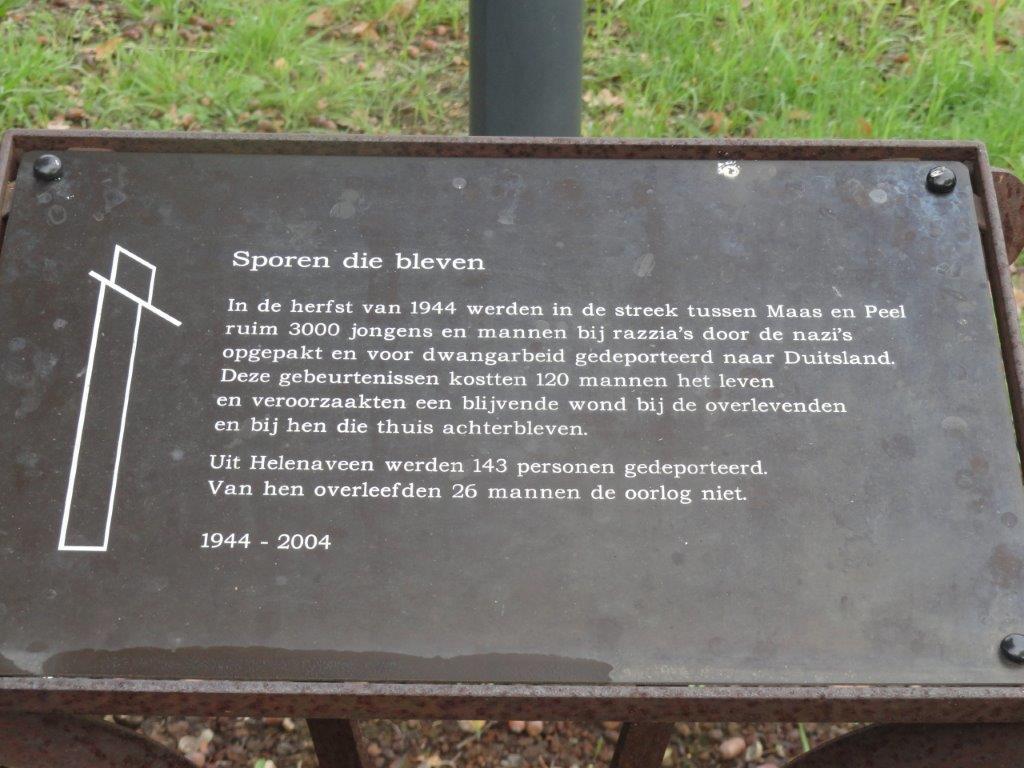 Sporen die bleven
In de herfst van 1944 werden in de streek tussen Maas en Peel
ruim 3000 jongens en mannen bij razzia's door de nazi's
opgepakt en voor dwangarbeid gedeporteerd naar Duitsland.
Deze gebeurtenissen kostten 120 mannen het leven
en veroorzaakten een blijvende wond bij de overlevenden
en bij hen die thuis achterbleven.
Uit Helenaveen werden 143 personen gedeporteerd.
Van hen overleefden 26 mannen de oorlog niet.
1944 - 2004